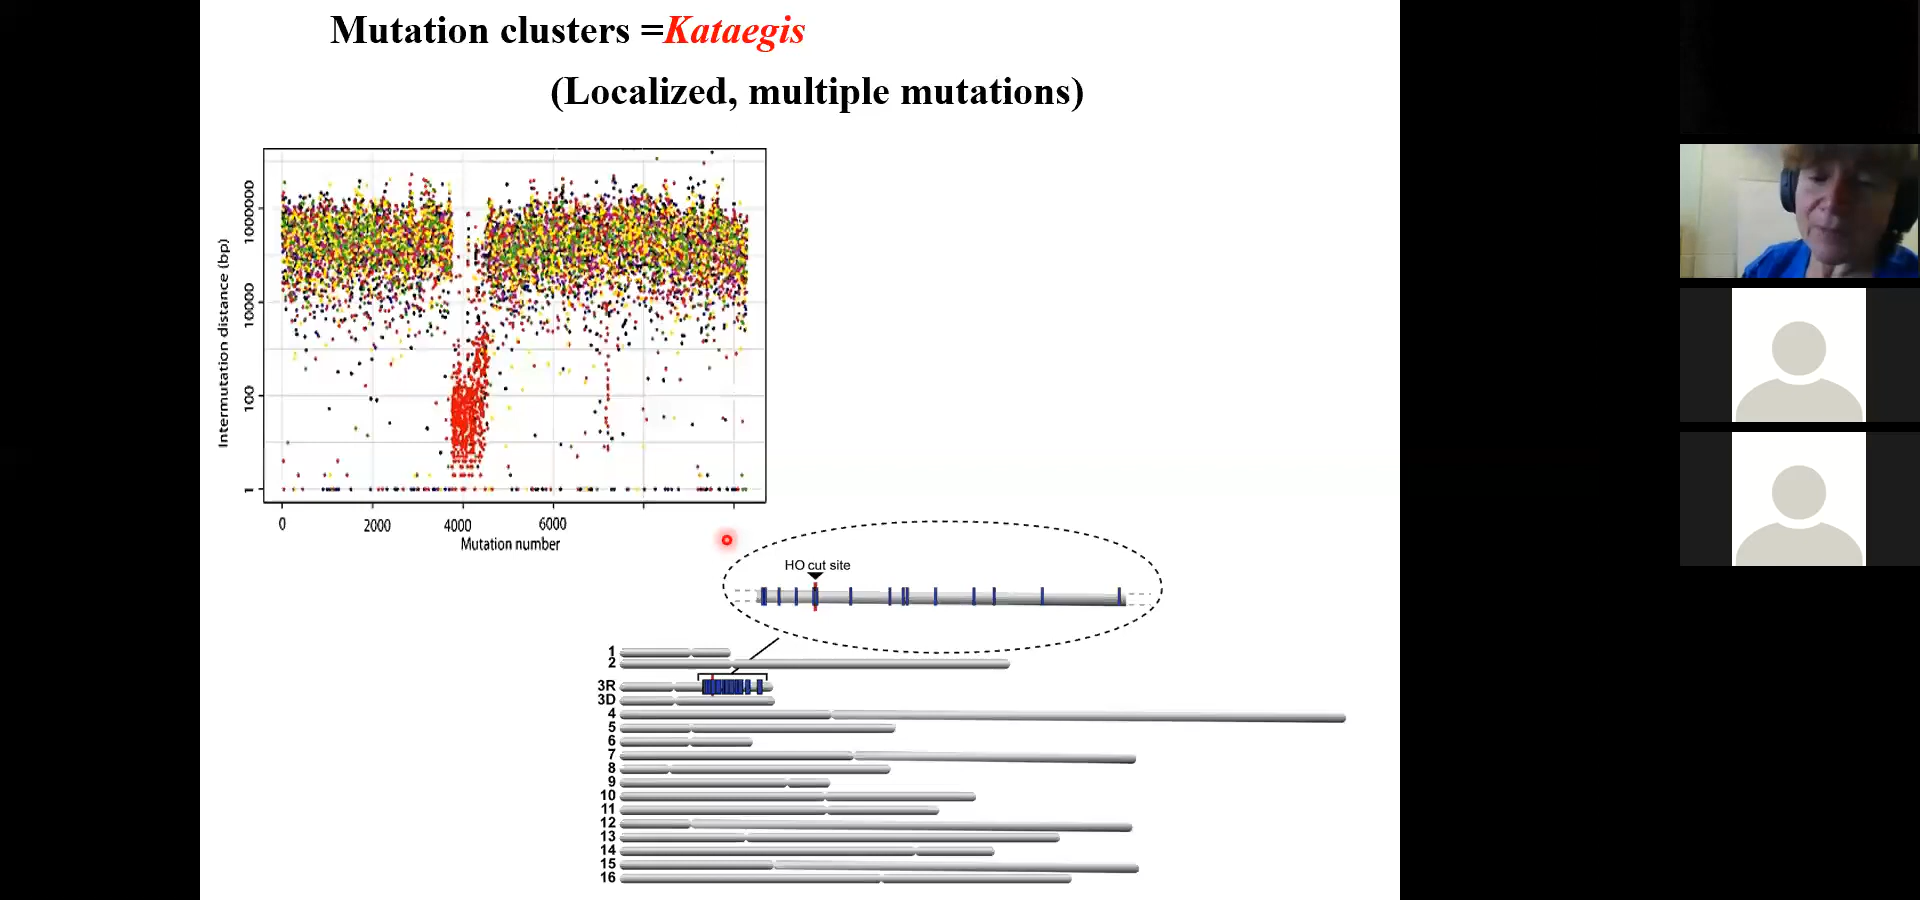 Mutation clusters =Kataegis
(Localized, multiple mutations)
Intermutation distance (bp)
1000000
10000
100
1
0 2000 4000 6000
Mutation number
HO cut site
1
2
3R
3D
4
5
6
7
8
9
10
11
12
13
14
15
16